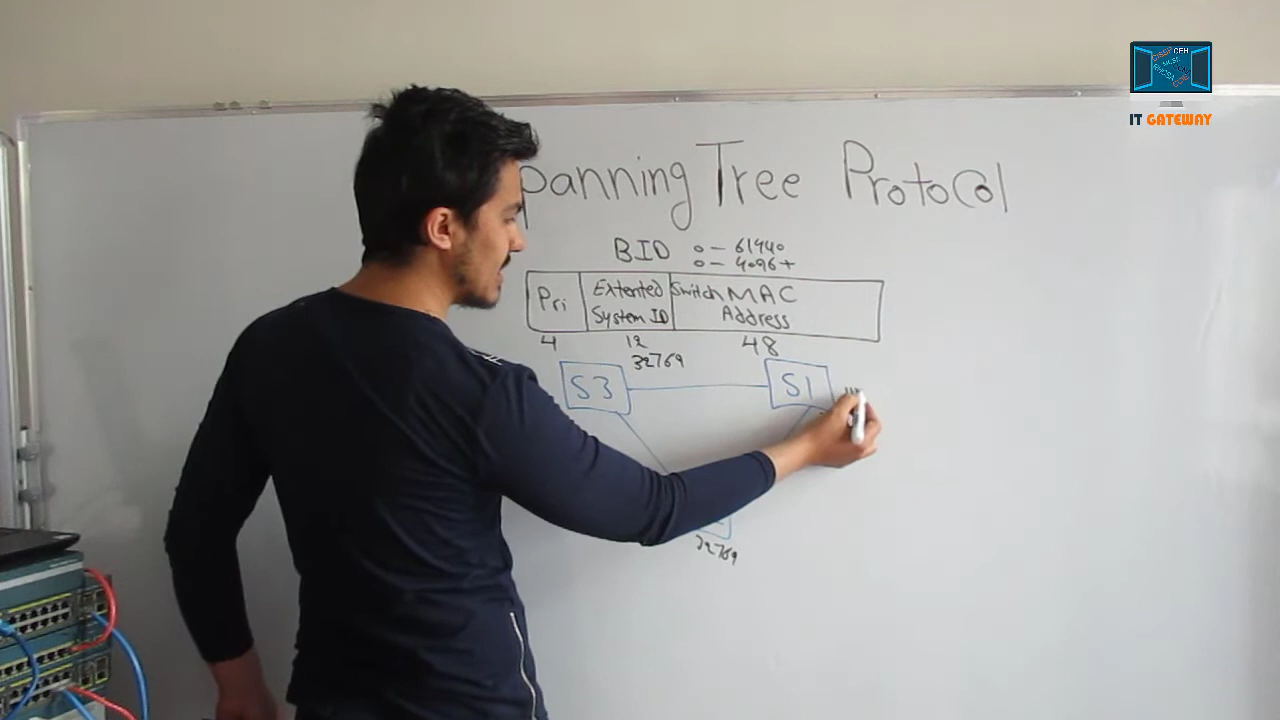 panning Tree Protocol
BID 0 - 61440
0 - 4096+
Pri Extented System ID Switch MAC Address
4 12 48
32769
S3 S1
32769
IT GATEWAY
CEH